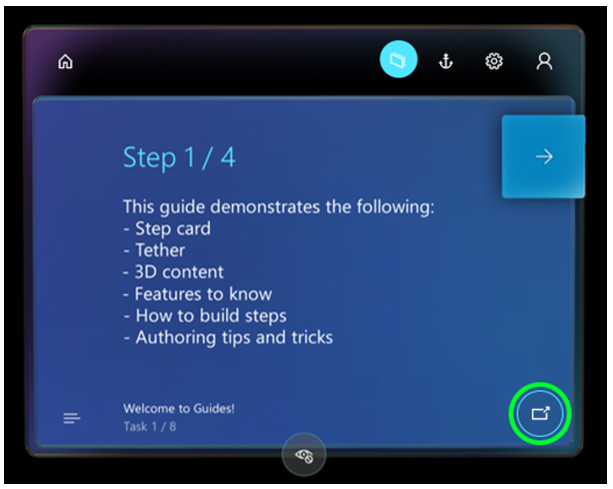 Step 1 / 4
This guide demonstrates the following:
- Step card
- Tether
- 3D content
- Features to know
- How to build steps
- Authoring tips and tricks
Welcome to Guides!
Task 1 / 8